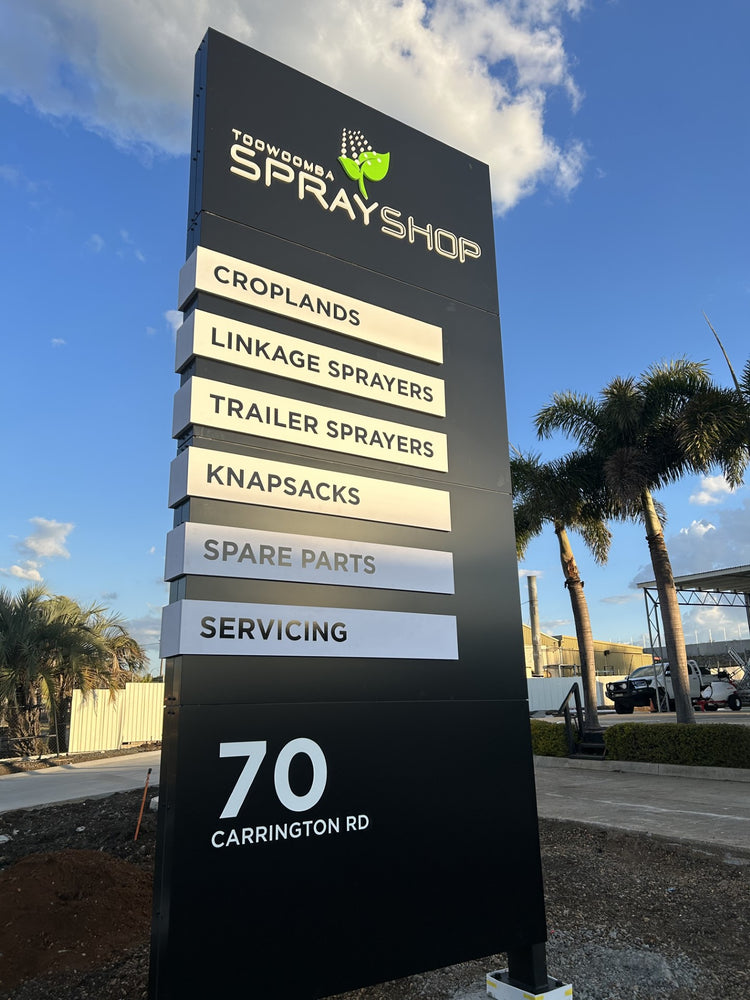 TOOWOOMBA
SPRAYSHOP
CROPLANDS
LINKAGE SPRAYERS
TRAILER SPRAYERS
KNAPSACKS
SPARE PARTS
SERVICING
70
CARRINGTON RD